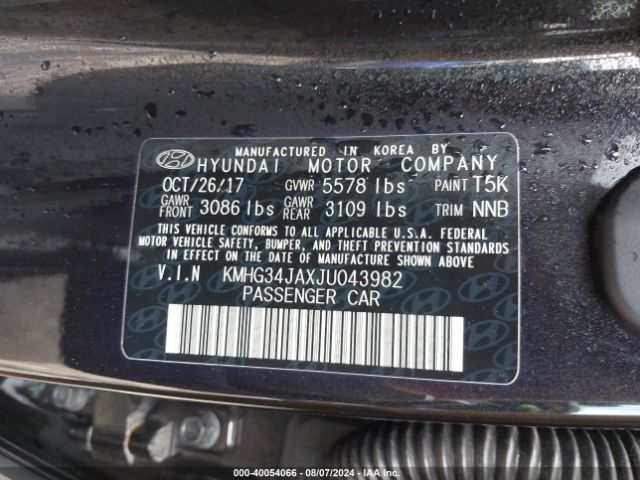 MANUFACTURED IN KOREA BY
HYUNDAI MOTOR COMPANY
OCT/26/17 GVWR 5578 lbs PAINT T5K
GAWR FRONT 3086 lbs GAWR REAR 3109 lbs TRIM NNB
THIS VEHICLE CONFORMS TO ALL APPLICABLE U.S.A. FEDERAL
MOTOR VEHICLE SAFETY, BUMPER, AND THEFT PREVENTION STANDARDS
IN EFFECT ON THE DATE OF MANUFACTURE SHOWN ABOVE.
V.I.N KMHG34JAXJU043982
PASSENGER CAR
000-40054066 - 08/07/2024 - IAA Inc.